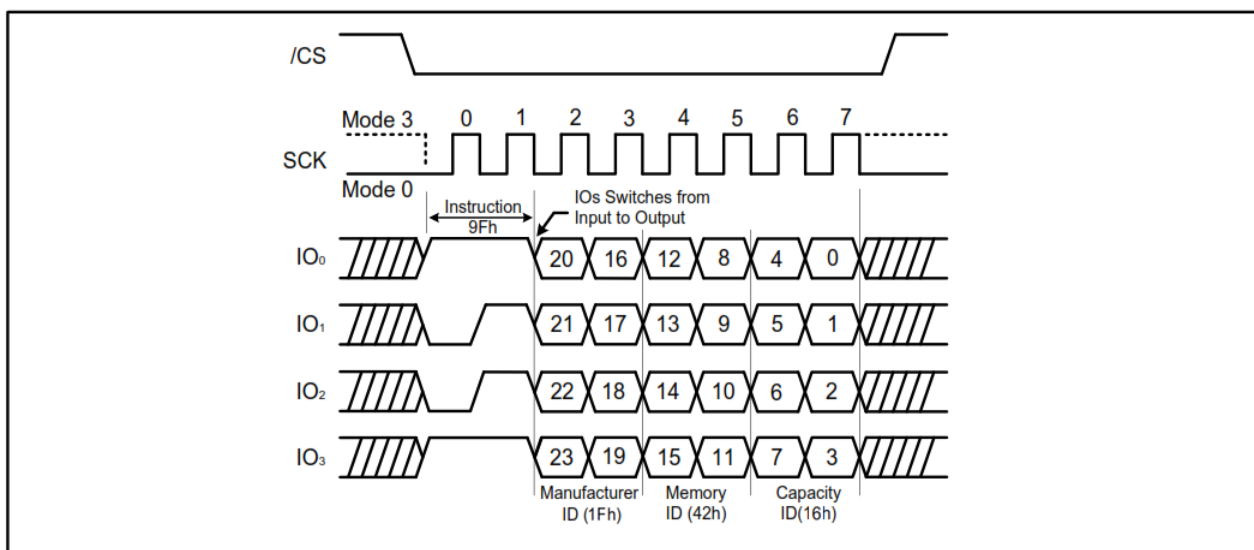 /CS
Mode 3
0 1 2 3 4 5 6 7
SCK
Mode 0
Instruction
9Fh
IOs Switches from
Input to Output
IO₀ 20 16 12 8 4 0
IO₁ 21 17 13 9 5 1
IO₂ 22 18 14 10 6 2
IO₃ 23 19 15 11 7 3
Manufacturer Memory Capacity
ID (1Fh) ID (42h) ID(16h)